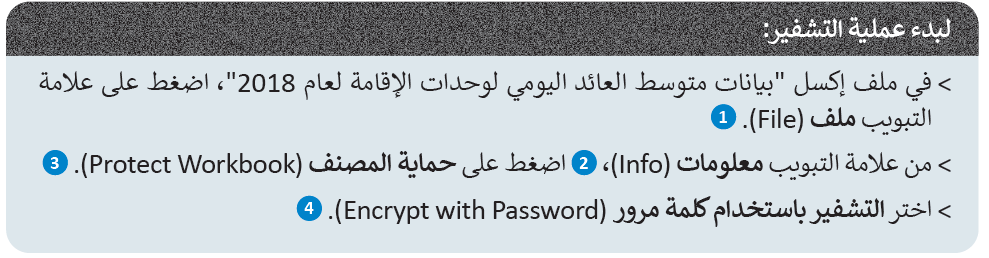 لبدء عملية التشفير:
> في ملف إكسل "بيانات متوسط العائد اليومي لوحدات الإقامة لعام 2018"، اضغط على علامة
التبويب ملف (File). 1
> من علامة التبويب معلومات (Info)، 2 اضغط على حماية المصنف (Protect Workbook). 3
> اختر التشفير باستخدام كلمة مرور (Encrypt with Password). 4